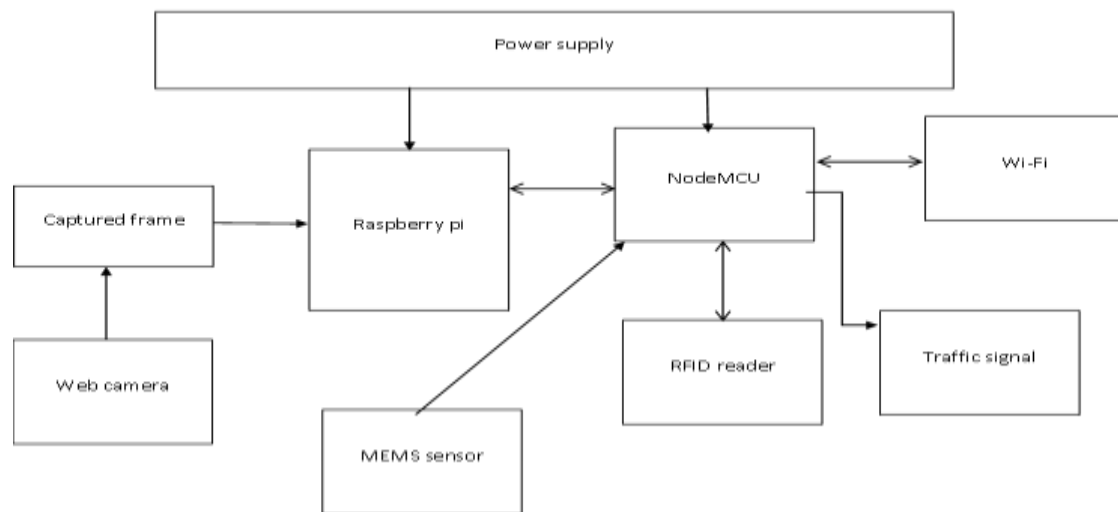 Power supply
Wi-Fi
NodeMCU
Captured frame
Raspberry pi
Web camera
RFID reader
Traffic signal
MEMS sensor